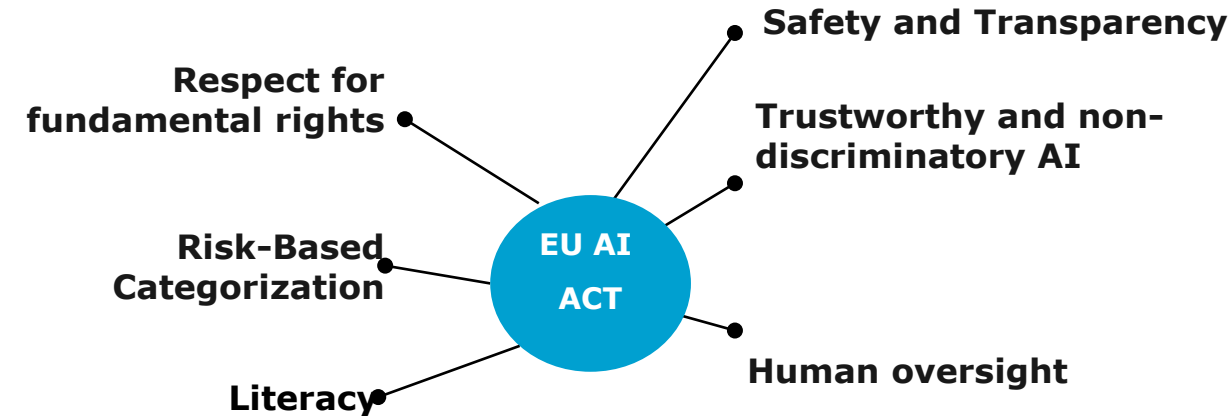 Safety and Transparency
Respect for
fundamental rights
Trustworthy and non-
discriminatory AI
EU AI
ACT
Risk-Based
Categorization
Human oversight
Literacy